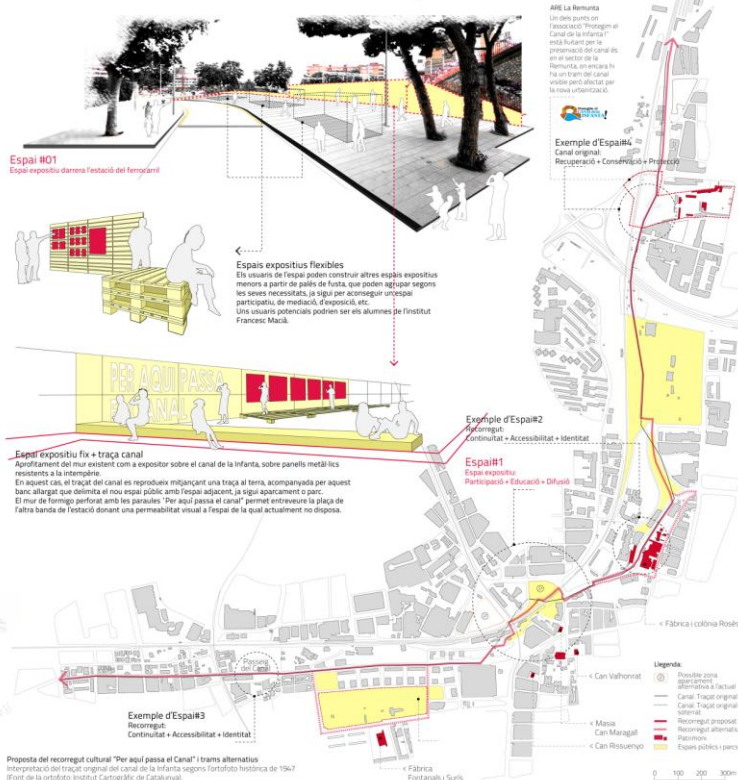 ARE La Remunta
Un dels punts on
l'associació "Protegim el
Canal de la Infanta!"
està lluitant per la
preservació del canal és
en el sector de la
Remunta, on encara hi
ha un tram del canal
visible però afectat per
la nova urbanització.
INFANTA!
Exemple d'Espai#4
Canal original:
Recuperació + Conservació + Protecció
Espai #01
Espai expositiu darrera l'estació del ferrocarril
Espais expositius flexibles
Els usuaris de l'espai poden construir altres espais expositius
menors a partir de palés de fusta, que poden agrupar segons
les seves necessitats, ja sigui per aconseguir un espai
participatiu, de mediació, d'exposició, etc.
Uns usuaris potencials podrien ser els alumnes de l'institut
Francesc Macià.
PER AQUI PASSA
EL CANAL
Espai expositiu fix + traça canal
Aprofitament del mur existent com a expositor sobre el canal de la Infanta, sobre panells metàl·lics
resistents a la intempèrie.
En aquest cas, el traçat del canal es reprodueix mitjançant una traça al terra, acompanyada per aquest
banc allargat que delimita el nou espai públic amb l'espai adjacent, ja sigui aparcament o parc.
El mur de formigo perforat amb les paraules "Per aquí passa el canal" permet entreveure la plaça de
l'altra banda de l'estació donant una permeabilitat visual a l'espai de la qual actualment no disposa.
Exemple d'Espai#2
Recorregut:
Continuïtat + Accessibilitat + Identitat
Espai#1
Espai expositiu:
Participació + Educació + Difusió
< Fàbrica i colònia Rosés
Passeig
del Canal
< Can Valhonrat
< Masia
Can Maragall
< Can Rissuenyo
< Fàbrica
Fontanals i Suris
Exemple d'Espai#3
Recorregut:
Continuïtat + Accessibilitat + Identitat
Llegenda:
Possible zona
aparcament
alternativa a l'actual
Canal. Traçat original
Canal. Traçat original
soterrat
Recorregut proposat
Recorregut alternatiu
Patrimoni
Espais públics i parcs
0 100 200 300m
Proposta del recorregut cultural "Per aquí passa el Canal" i trams alternatius
Interpretació del traçat original del canal de la Infanta segons l'ortofoto històrica de 1947
(Font de la ortofoto: Institut Cartogràfic de Catalunya).